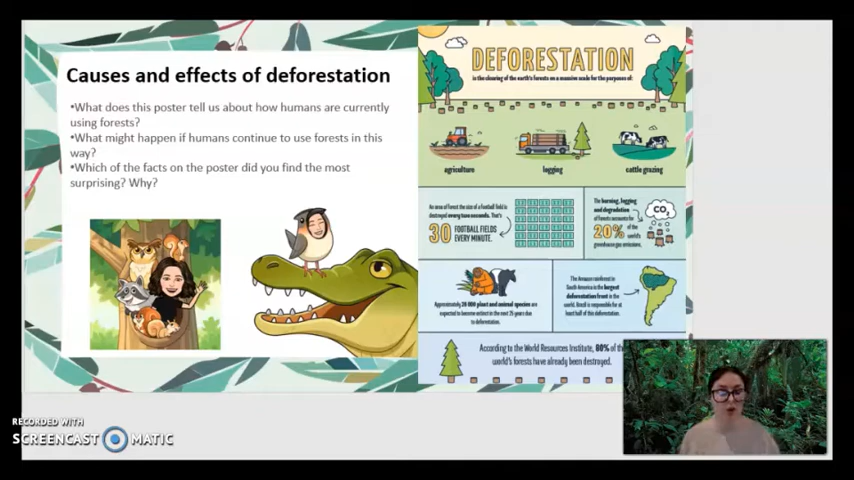 Causes and effects of deforestation
•What does this poster tell us about how humans are currently
using forests?
•What might happen if humans continue to use forests in this
way?
•Which of the facts on the poster did you find the most
surprising? Why?
DEFORESTATION
is the clearing of the earth's forests on a massive scale for the purposes of:
agriculture
logging
cattle grazing
An area of forest the size of a football field is
destroyed every two seconds. That's
30 FOOTBALL FIELDS
EVERY MINUTE.
The burning, logging
and degradation
of forests accounts for
20% of the
world's
greenhouse gas emissions.
CO2
Approximately 28 000 plant and animal species are
expected to become extinct in the next 25 years due
to deforestation.
The Amazon rainforest in
South America is the largest
deforestation front in the
world. Brazil is responsible for at
least half of this deforestation.
According to the World Resources Institute, 80% of the
world's forests have already been destroyed.
RECORDED WITH
SCREENCAST MATIC